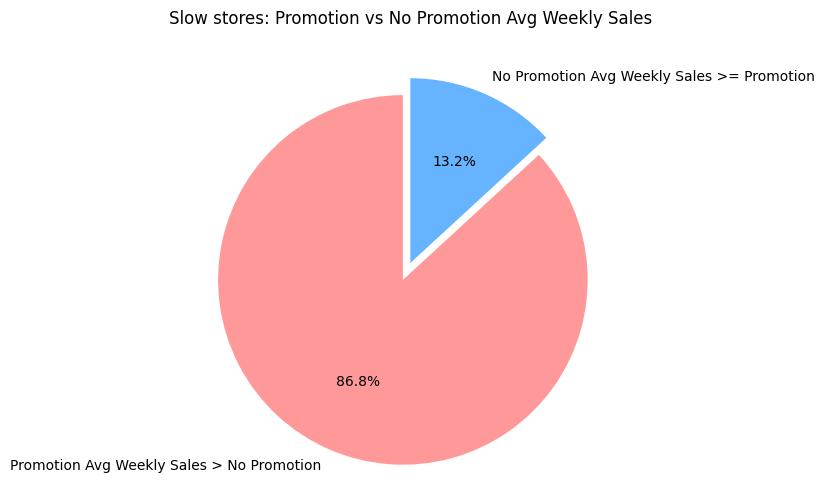 Slow stores: Promotion vs No Promotion Avg Weekly Sales
No Promotion Avg Weekly Sales >= Promotion
13.2%
86.8%
Promotion Avg Weekly Sales > No Promotion